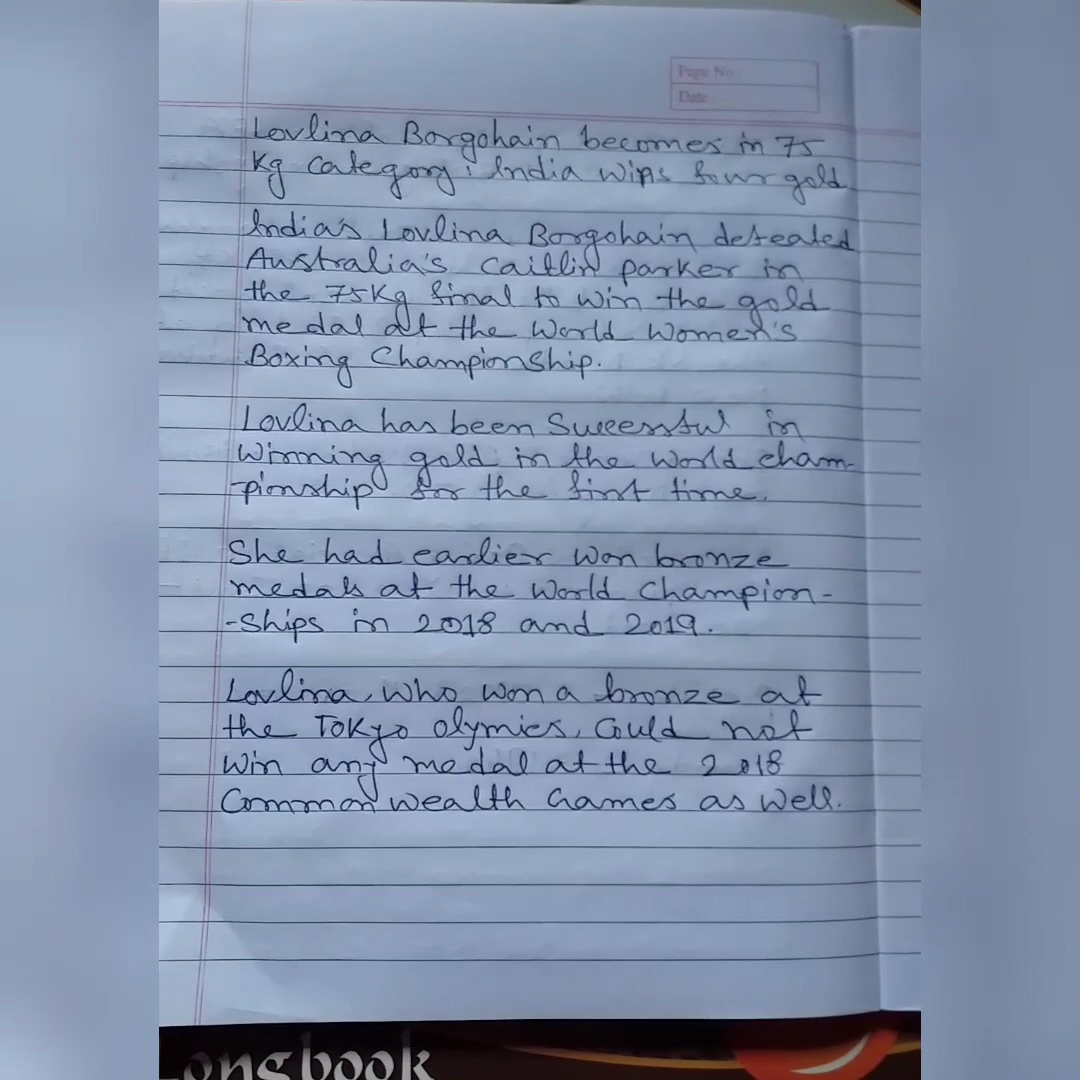 Page No
Date
Lovlina Borgohain becomes in 75
Kg Category: India wins four gold
India's Lovlina Borgohain defeated
Australia's Caitlin parker in
the 75Kg final to win the gold
medal at the World Women's
Boxing Championship.
Lovlina has been Successful in
Winning gold in the World cham-
-pionship for the first time.
She had earlier won bronze
medals at the World Champion-
-ships in 2018 and 2019.
Lovlina, who won a bronze at
the Tokyo Olymics, Could not
win any medal at the 2018
Common wealth Games as well.
ongbook